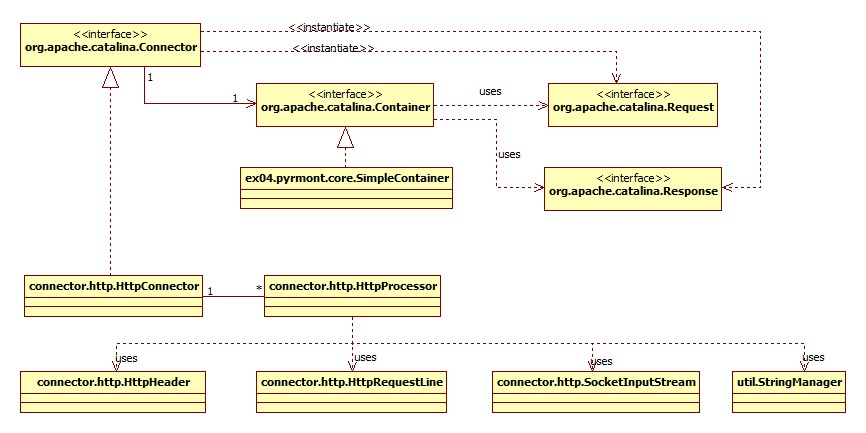 <<interface>>
org.apache.catalina.Connector
<<instantiate>>
<<instantiate>>
1
1
<<interface>>
org.apache.catalina.Container
uses
<<interface>>
org.apache.catalina.Request
uses
ex04.pyrmont.core.SimpleContainer
<<interface>>
org.apache.catalina.Response
connector.http.HttpConnector
1
*
connector.http.HttpProcessor
uses
uses
uses
uses
connector.http.HttpHeader
connector.http.HttpRequestLine
connector.http.SocketInputStream
util.StringManager